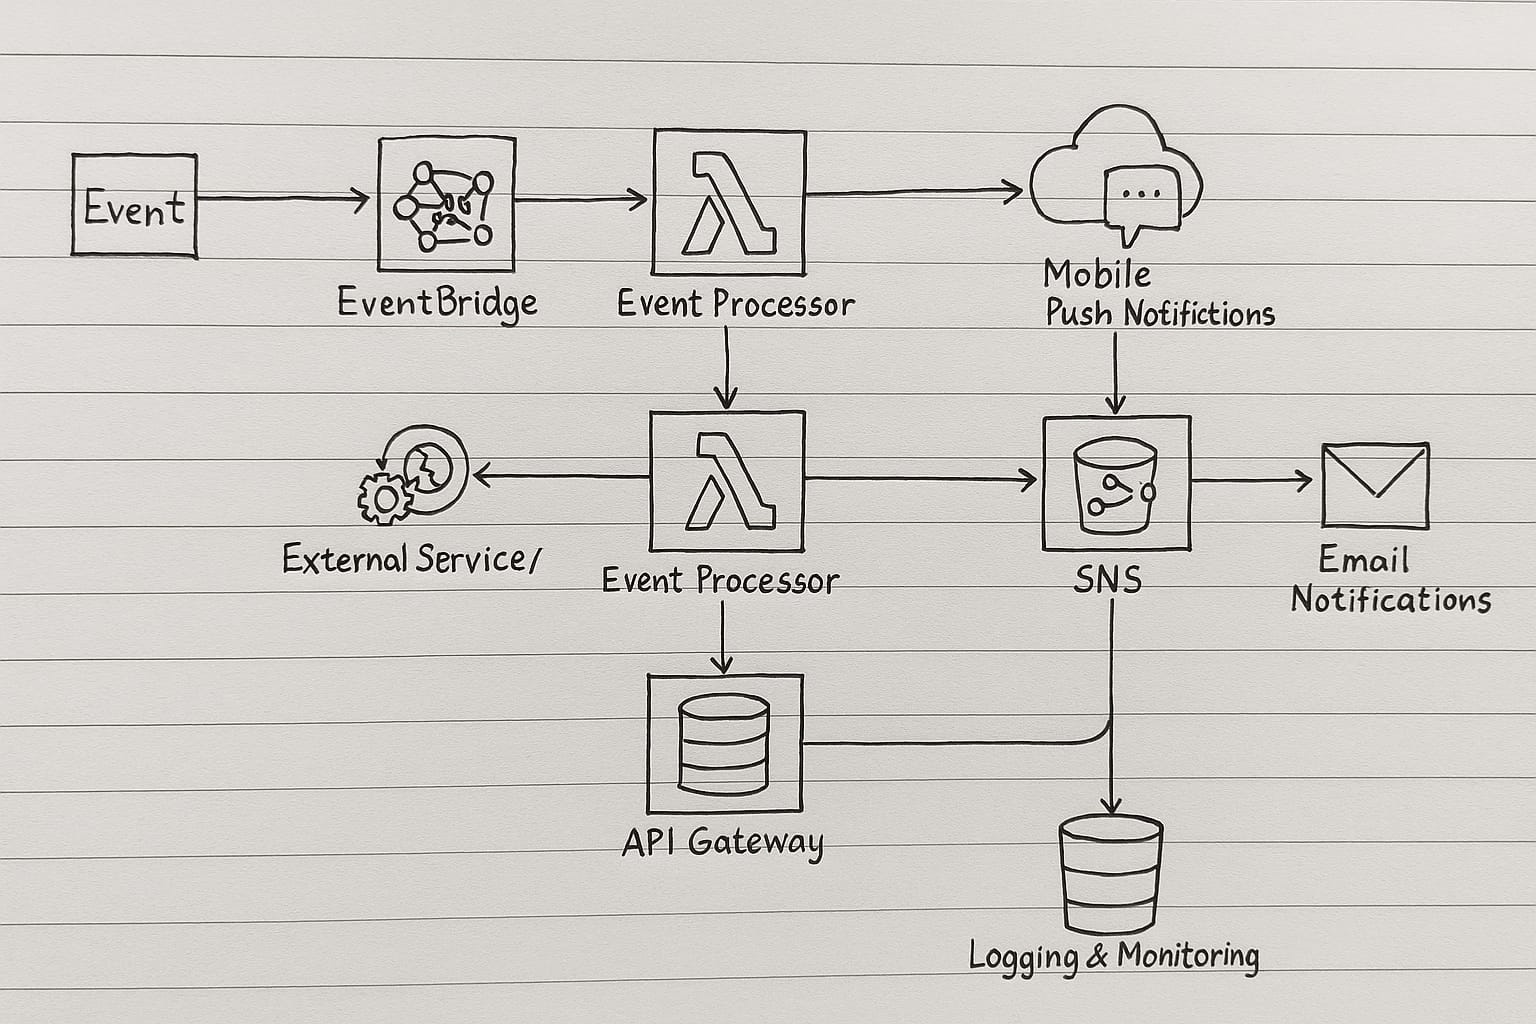 Event
EventBridge
Event Processor
Mobile
Push Notifictions
External Service/
Event Processor
SNS
Email
Notifications
API Gateway
Logging & Monitoring